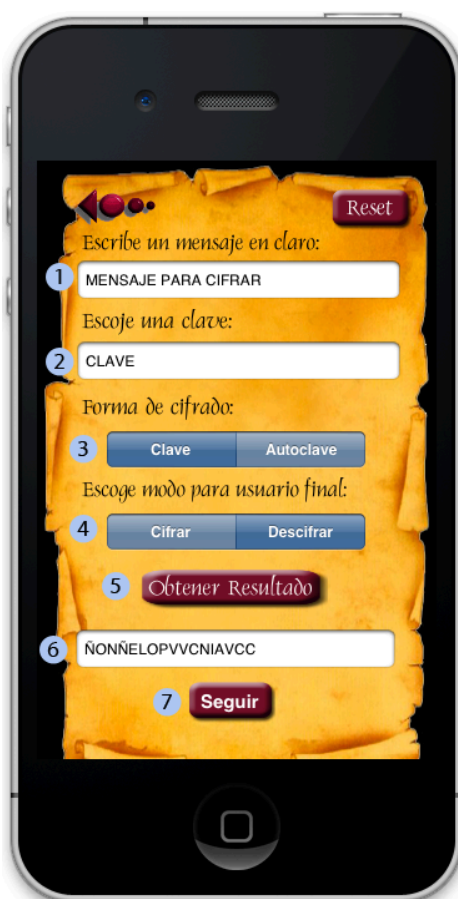 Reset
Escribe un mensaje en claro:
1 MENSAJE PARA CIFRAR
Escoje una clave:
2 CLAVE
Forma de cifrado:
3 Clave Autoclave
Escoge modo para usuario final:
4 Cifrar Descifrar
5 Obtener Resultado
6 ÑONÑELOPVVCNIAVCC
7 Seguir